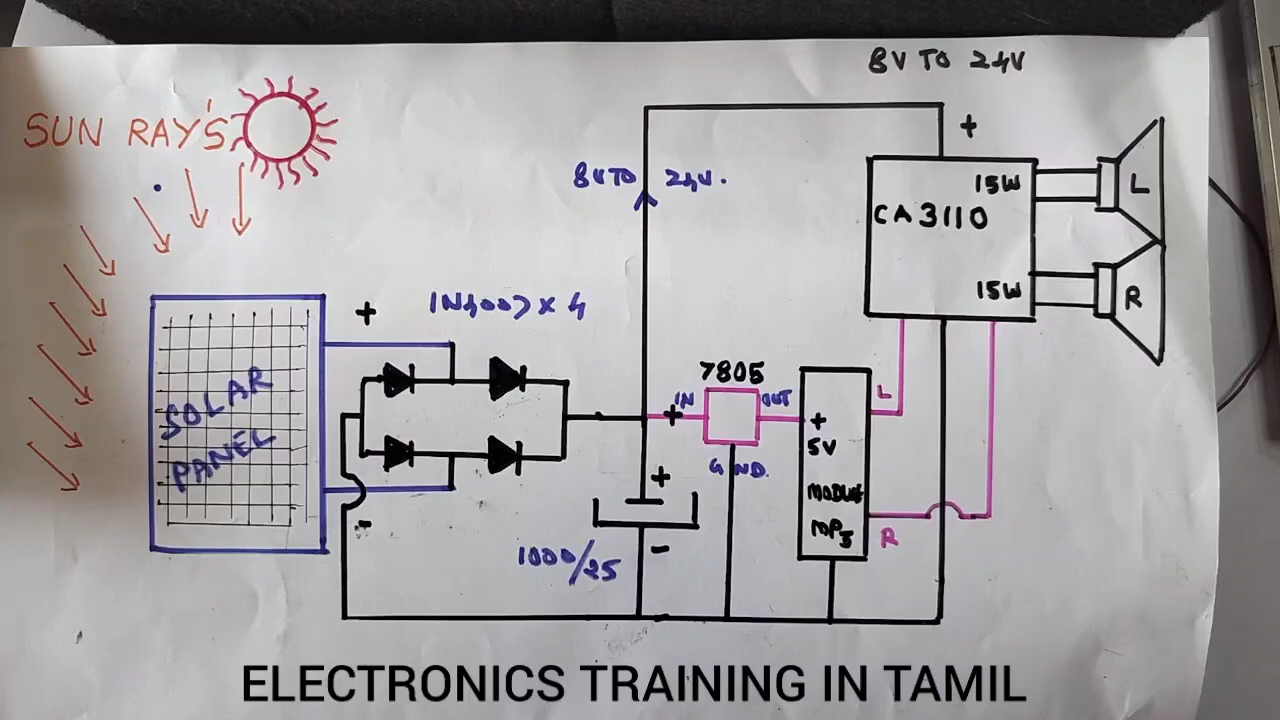 8V TO 24V
SUN RAY'S
+
8V TO 24V.
15W
L
CA3110
15W
R
+
1N4007 x 4
SOLAR
PANEL
-
7805
IN
OUT
+
GND.
+
-
1000/25
+
5V
MP3
L
R
ELECTRONICS TRAINING IN TAMIL